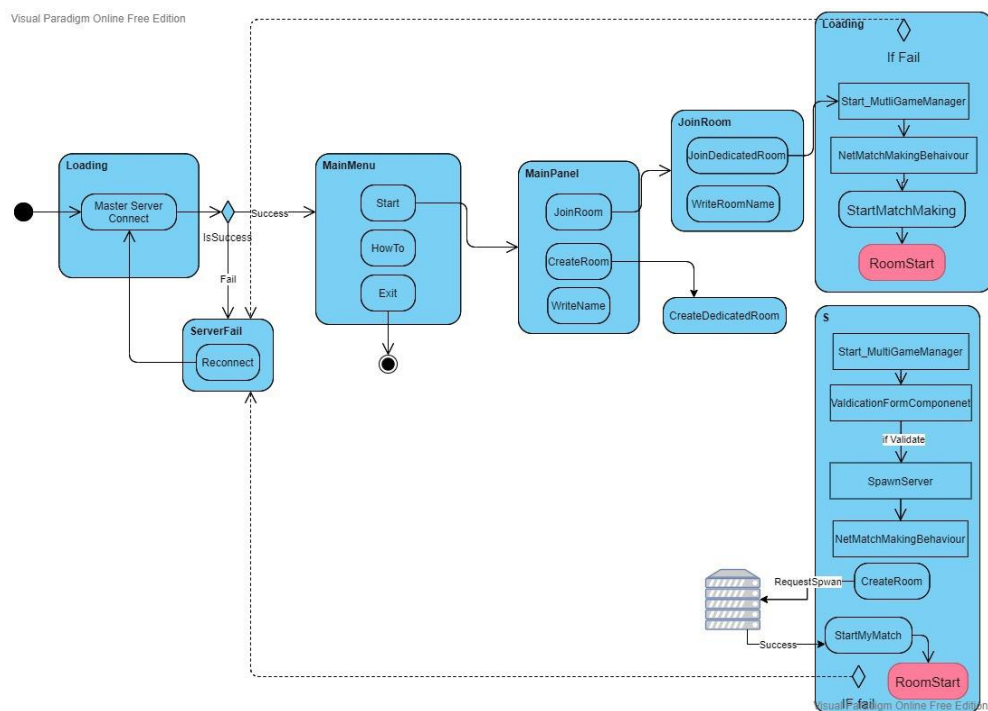 Visual Paradigm Online Free Edition
Loading
Master Server
Connect
IsSuccess
Success
Fail
ServerFail
Reconnect
MainMenu
Start
HowTo
Exit
MainPanel
JoinRoom
CreateRoom
WriteName
JoinRoom
JoinDedicatedRoom
WriteRoomName
CreateDedicatedRoom
Loading
If Fail
Start_MutliGameManager
NetMatchMakingBehaivour
StartMatchMaking
RoomStart
S
Start_MultiGameManager
ValdicationFormComponenet
if Validate
SpawnServer
NetMatchMakingBehaviour
CreateRoom
RequestSpwan
Success
StartMyMatch
RoomStart
IF fail
Visual Paradigm Online Free Edition